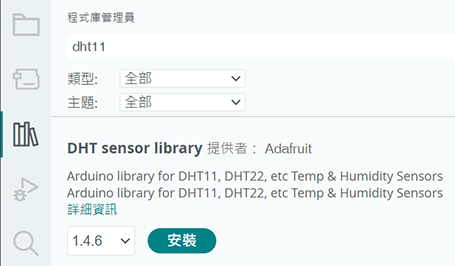 程式庫管理員
dht11
類型: 全部
主題: 全部
DHT sensor library 提供者： Adafruit
Arduino library for DHT11, DHT22, etc Temp & Humidity Sensors
Arduino library for DHT11, DHT22, etc Temp & Humidity Sensors
詳細資訊
1.4.6 安裝